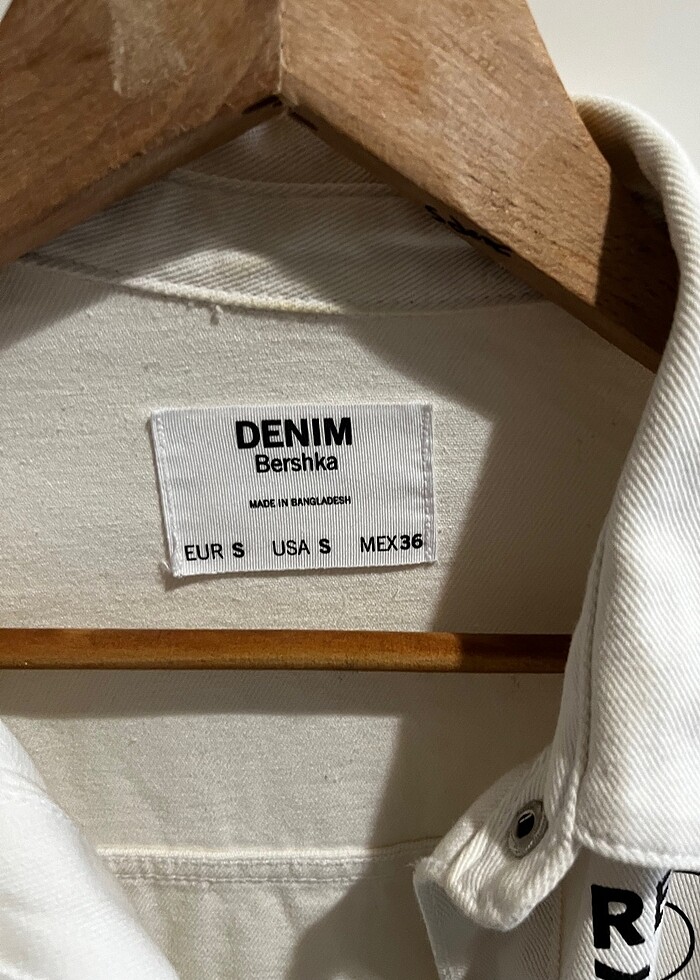 DENIM
Bershka
MADE IN BANGLADESH
EUR S USA S MEX 36
R